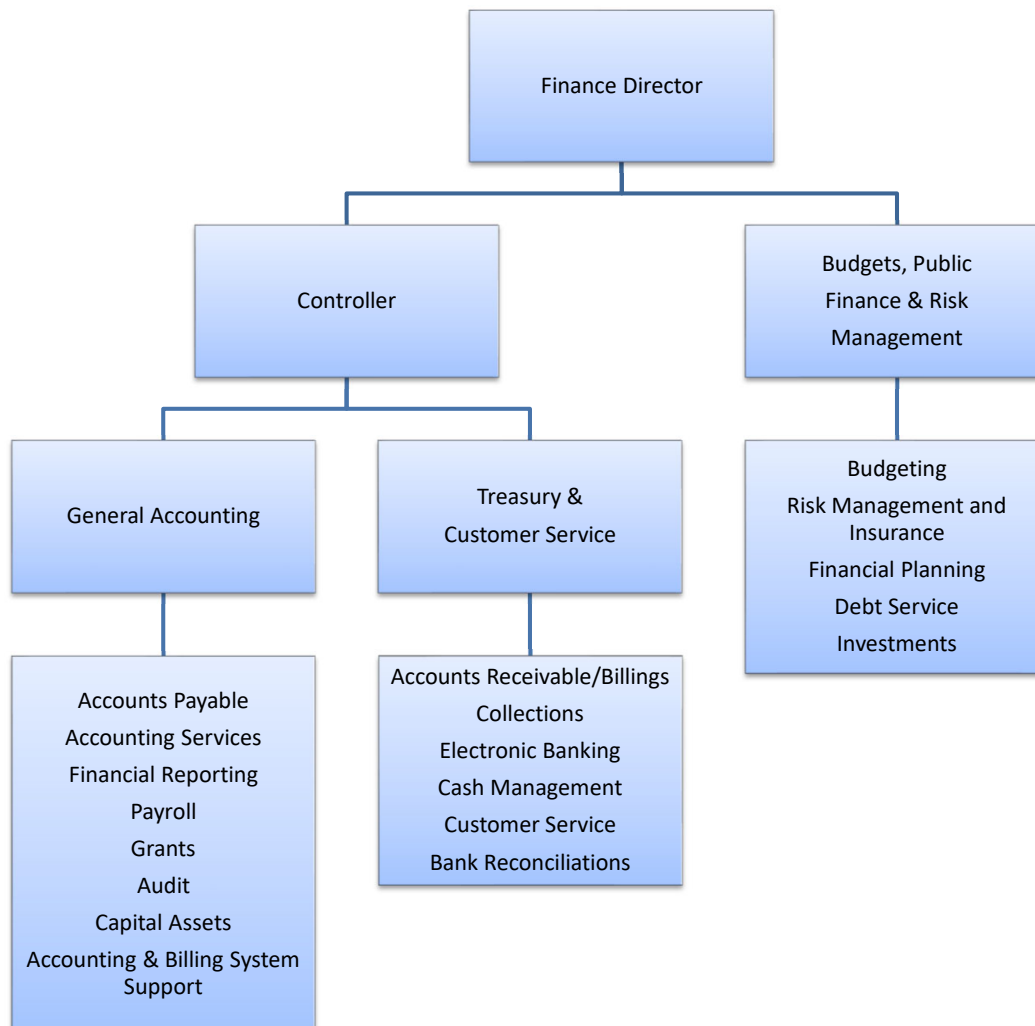 Finance Director
Controller
Budgets, Public
Finance & Risk
Management
General Accounting
Treasury &
Customer Service
Budgeting
Risk Management and
Insurance
Financial Planning
Debt Service
Investments
Accounts Payable
Accounting Services
Financial Reporting
Payroll
Grants
Audit
Capital Assets
Accounting & Billing System
Support
Accounts Receivable/Billings
Collections
Electronic Banking
Cash Management
Customer Service
Bank Reconciliations